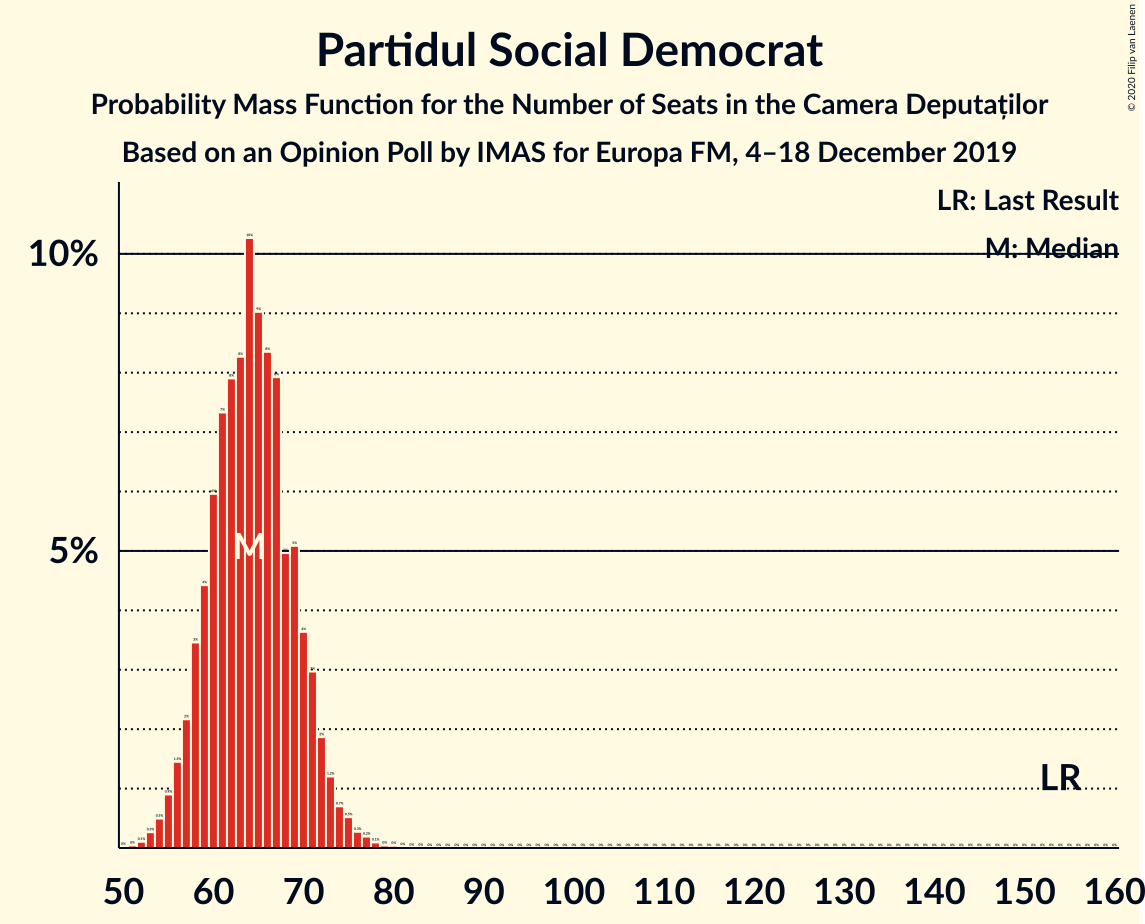 Partidul Social Democrat
Probability Mass Function for the Number of Seats in the Camera Deputaților
Based on an Opinion Poll by IMAS for Europa FM, 4–18 December 2019
© 2020 Filip van Laenen
LR: Last Result
M: Median
10%
5%
M
LR
50 60 70 80 90 100 110 120 130 140 150 160